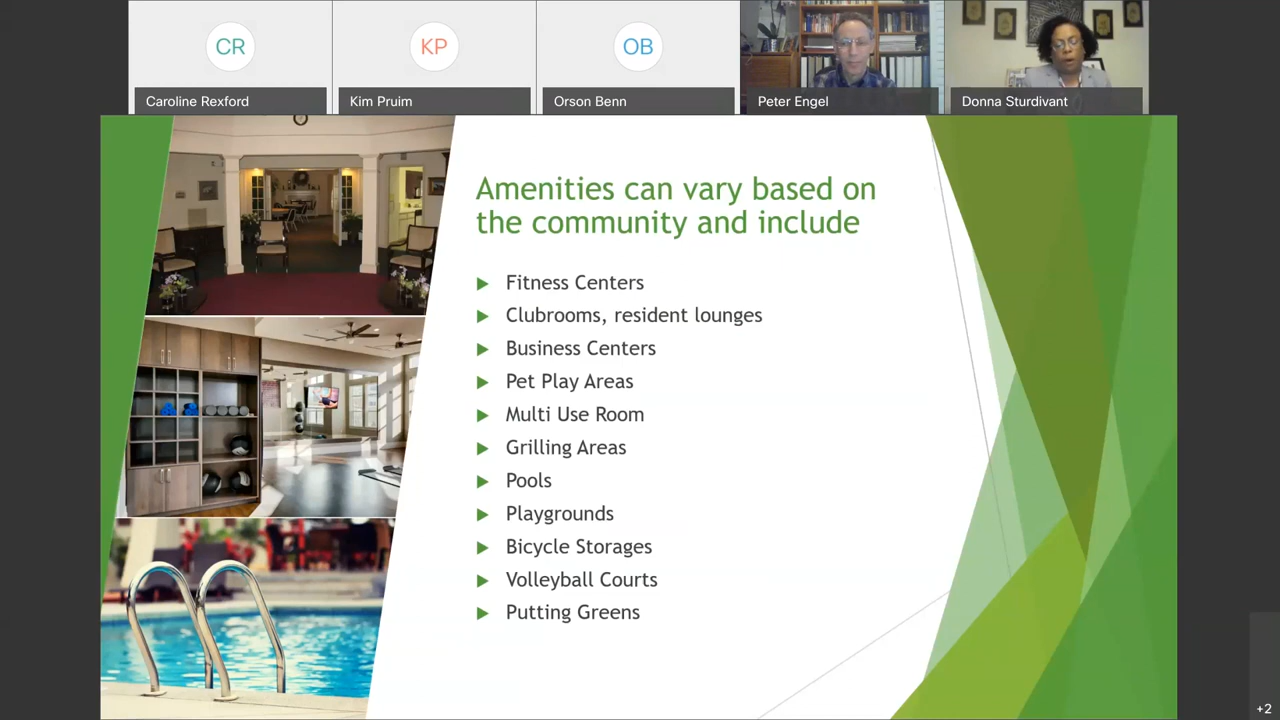 CR
KP
OB
Caroline Rexford
Kim Pruim
Orson Benn
Peter Engel
Donna Sturdivant
Amenities can vary based on
the community and include
Fitness Centers
Clubrooms, resident lounges
Business Centers
Pet Play Areas
Multi Use Room
Grilling Areas
Pools
Playgrounds
Bicycle Storages
Volleyball Courts
Putting Greens
+2